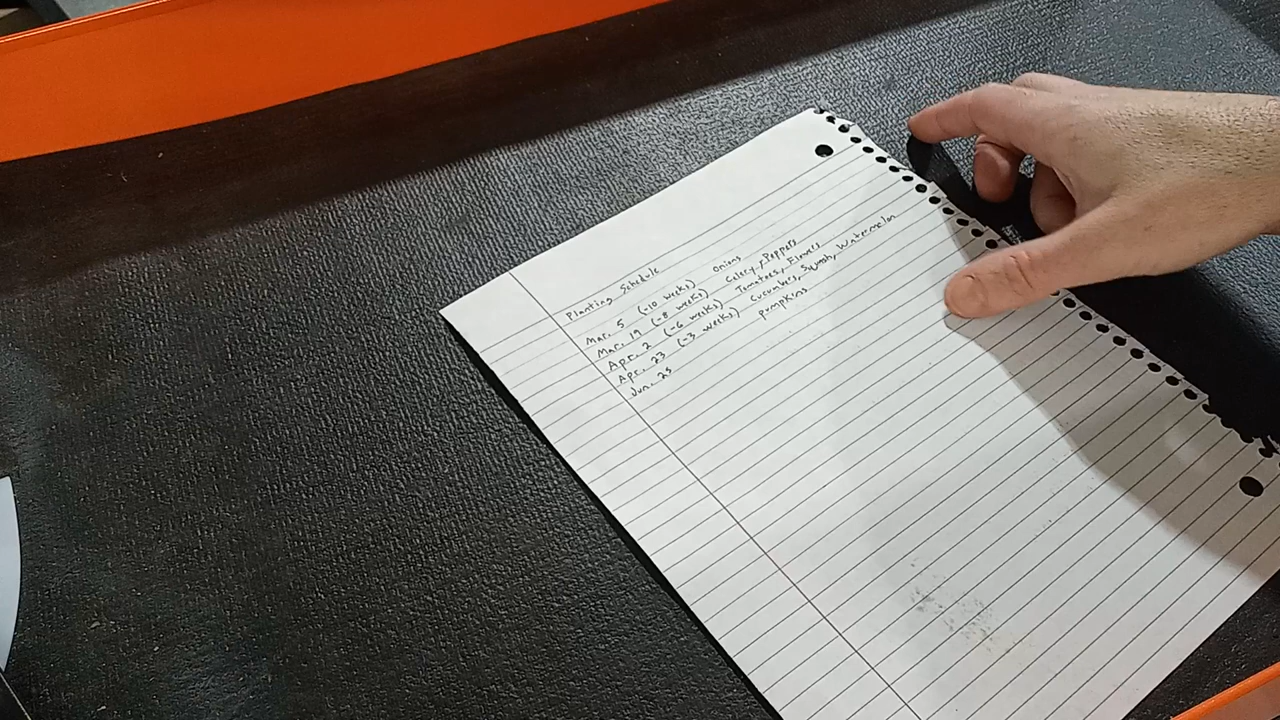 Planting Schedule
Mar. 5 (-10 weeks) Onions
Mar. 19 (-8 weeks) Celery, Peppers
Apr. 2 (-6 weeks) Tomatoes, Flowers
Apr. 23 (-3 weeks) Cucumbers, Squash, Watermelon
Jun. 25 pumpkins